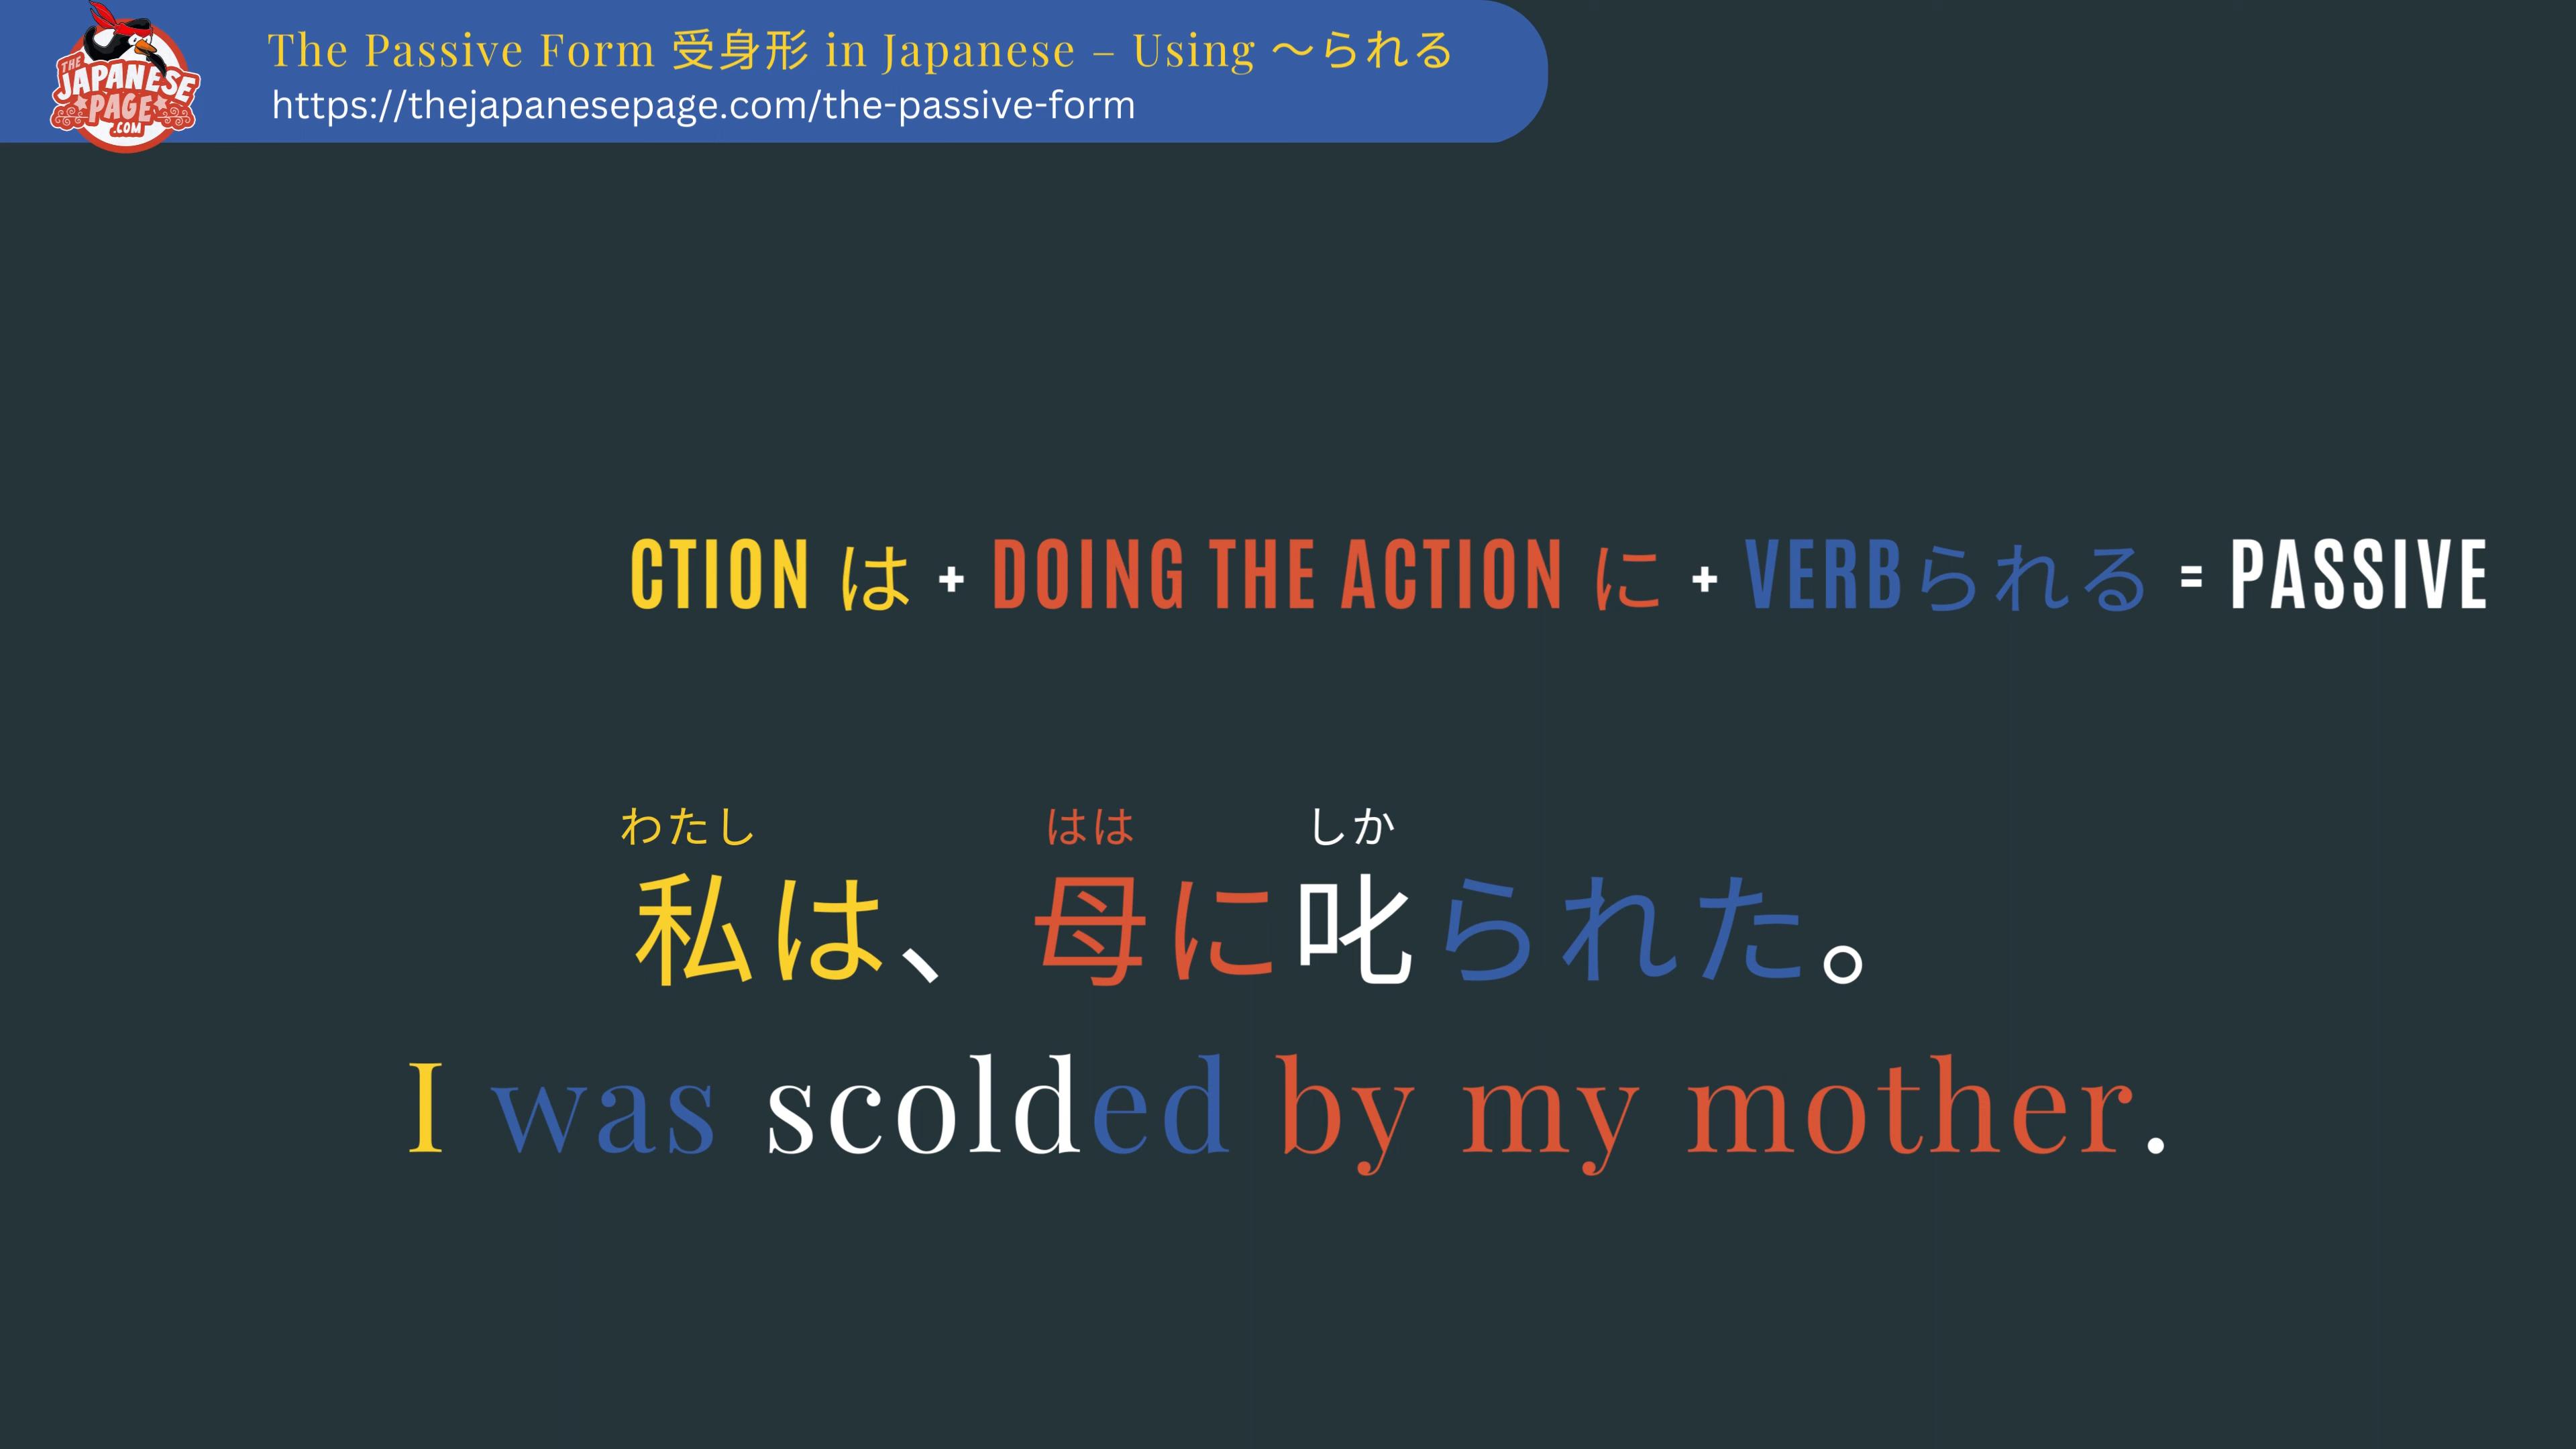 THE JAPANESE PAGE .COM
The Passive Form 受身形 in Japanese – Using ～られる
https://thejapanesepage.com/the-passive-form
CTION は + DOING THE ACTION に + VERBられる = PASSIVE
わたし はは しか
私は、母に叱られた。
I was scolded by my mother.